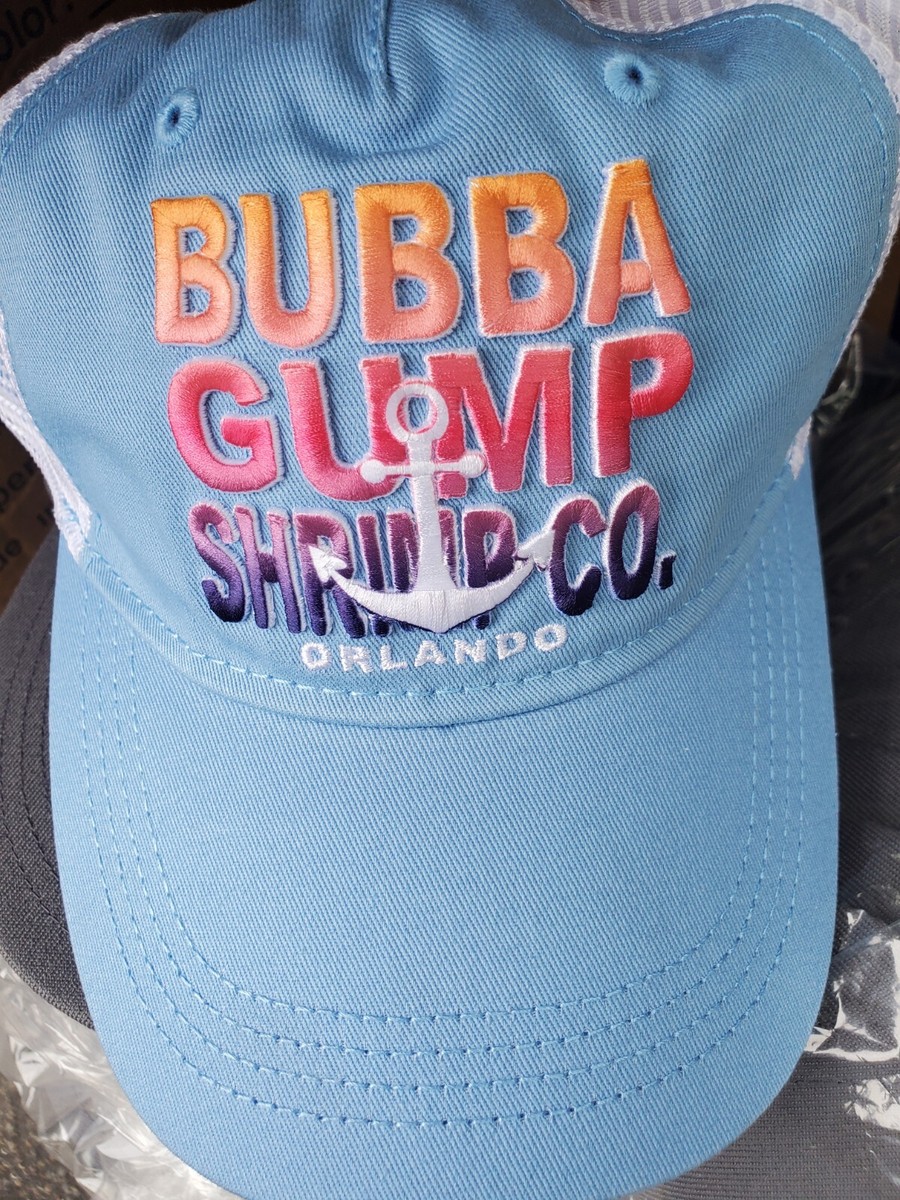 BUBBA
GUMP
SHRIMP CO.
ORLANDO